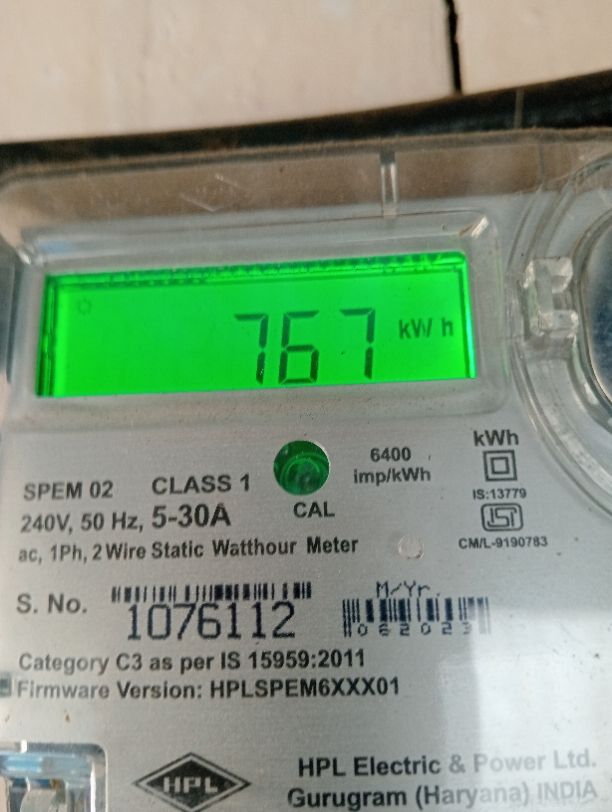 767 kWh
kWh
6400
imp/kWh
SPEM 02 CLASS 1
IS:13779
240V, 50 Hz, 5-30A
CAL
ISI
ac, 1Ph, 2 Wire Static Watthour Meter
CM/L-9190783
M/Yr.
S. No. 1076112
062023
Category C3 as per IS 15959:2011
Firmware Version: HPLSPEM6XXX01
HPL
HPL Electric & Power Ltd.
Gurugram (Haryana) INDIA